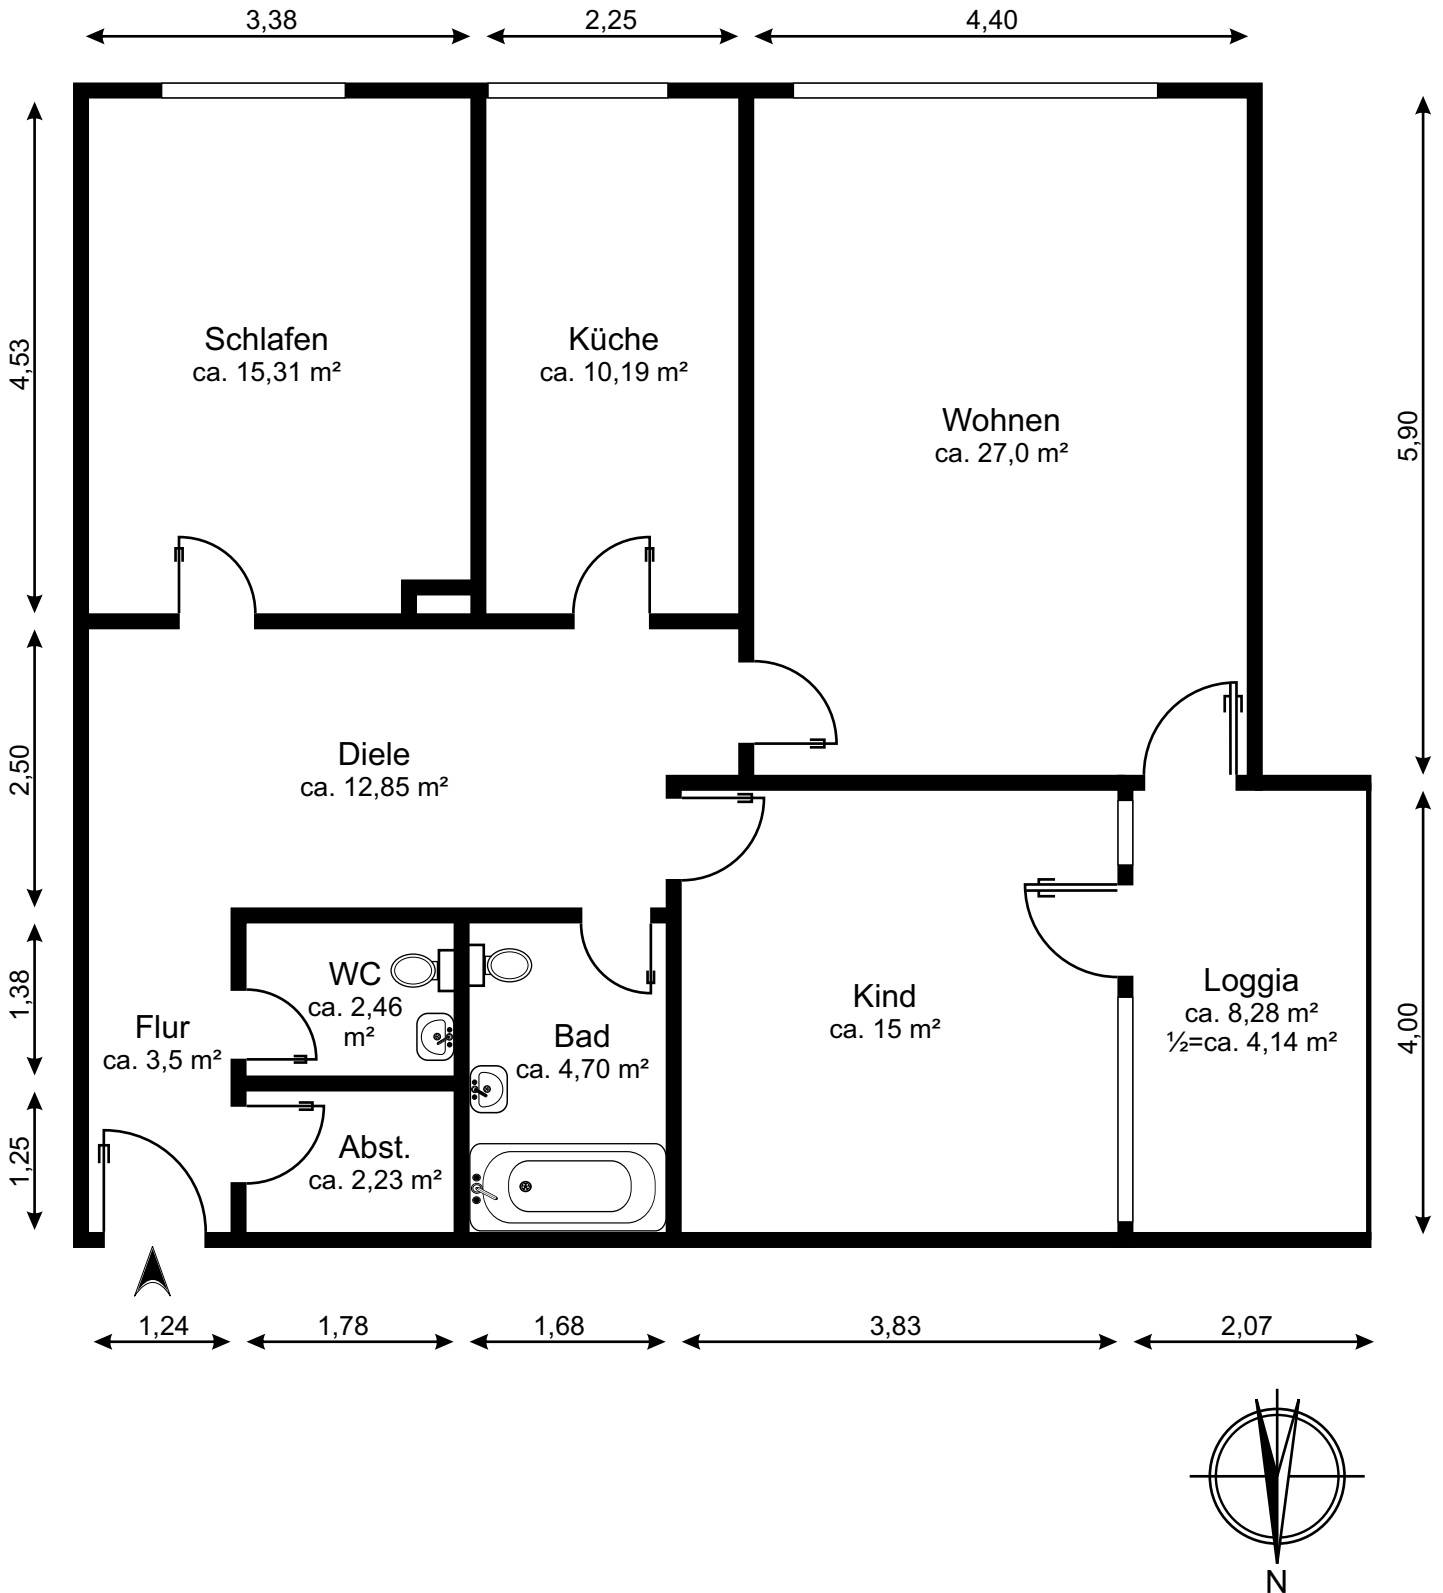 3,38
2,25
4,40
4,53
Schlafen
ca. 15,31 m²
Küche
ca. 10,19 m²
Wohnen
ca. 27,0 m²
5,90
2,50
Diele
ca. 12,85 m²
1,38
WC
ca. 2,46
m²
Flur
ca. 3,5 m²
Bad
ca. 4,70 m²
Kind
ca. 15 m²
Loggia
ca. 8,28 m²
½=ca. 4,14 m²
4,00
1,25
Abst.
ca. 2,23 m²
1,24
1,78
1,68
3,83
2,07
N